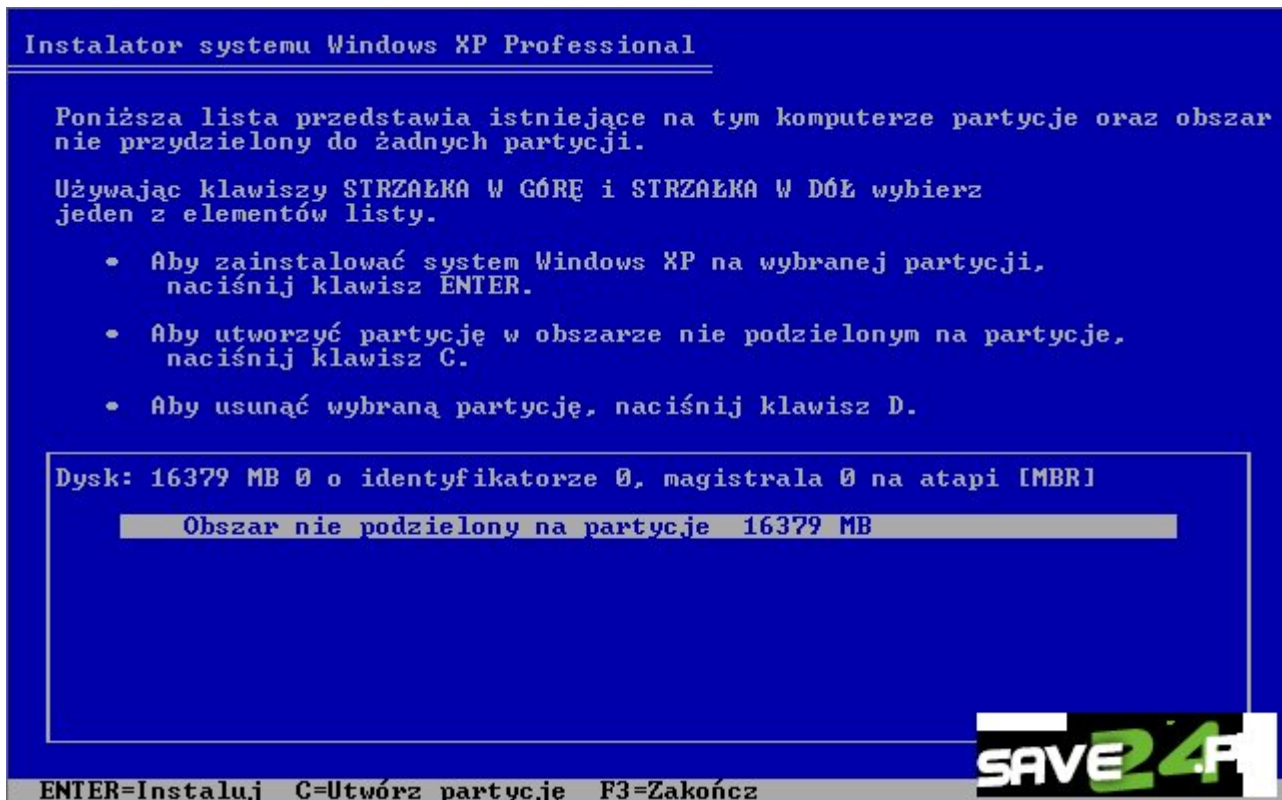 Instalator systemu Windows XP Professional
Poniższa lista przedstawia istniejące na tym komputerze partycje oraz obszar
nie przydzielony do żadnych partycji.
Używając klawiszy STRZAŁKA W GÓRĘ i STRZAŁKA W DÓŁ wybierz
jeden z elementów listy.
• Aby zainstalować system Windows XP na wybranej partycji,
naciśnij klawisz ENTER.
• Aby utworzyć partycję w obszarze nie podzielonym na partycje,
naciśnij klawisz C.
• Aby usunąć wybraną partycję, naciśnij klawisz D.
Dysk: 16379 MB 0 o identyfikatorze 0, magistrala 0 na atapi [MBR]
Obszar nie podzielony na partycje 16379 MB
SAVE24.P
ENTER=Instaluj C=Utwórz partycję F3=Zakończ